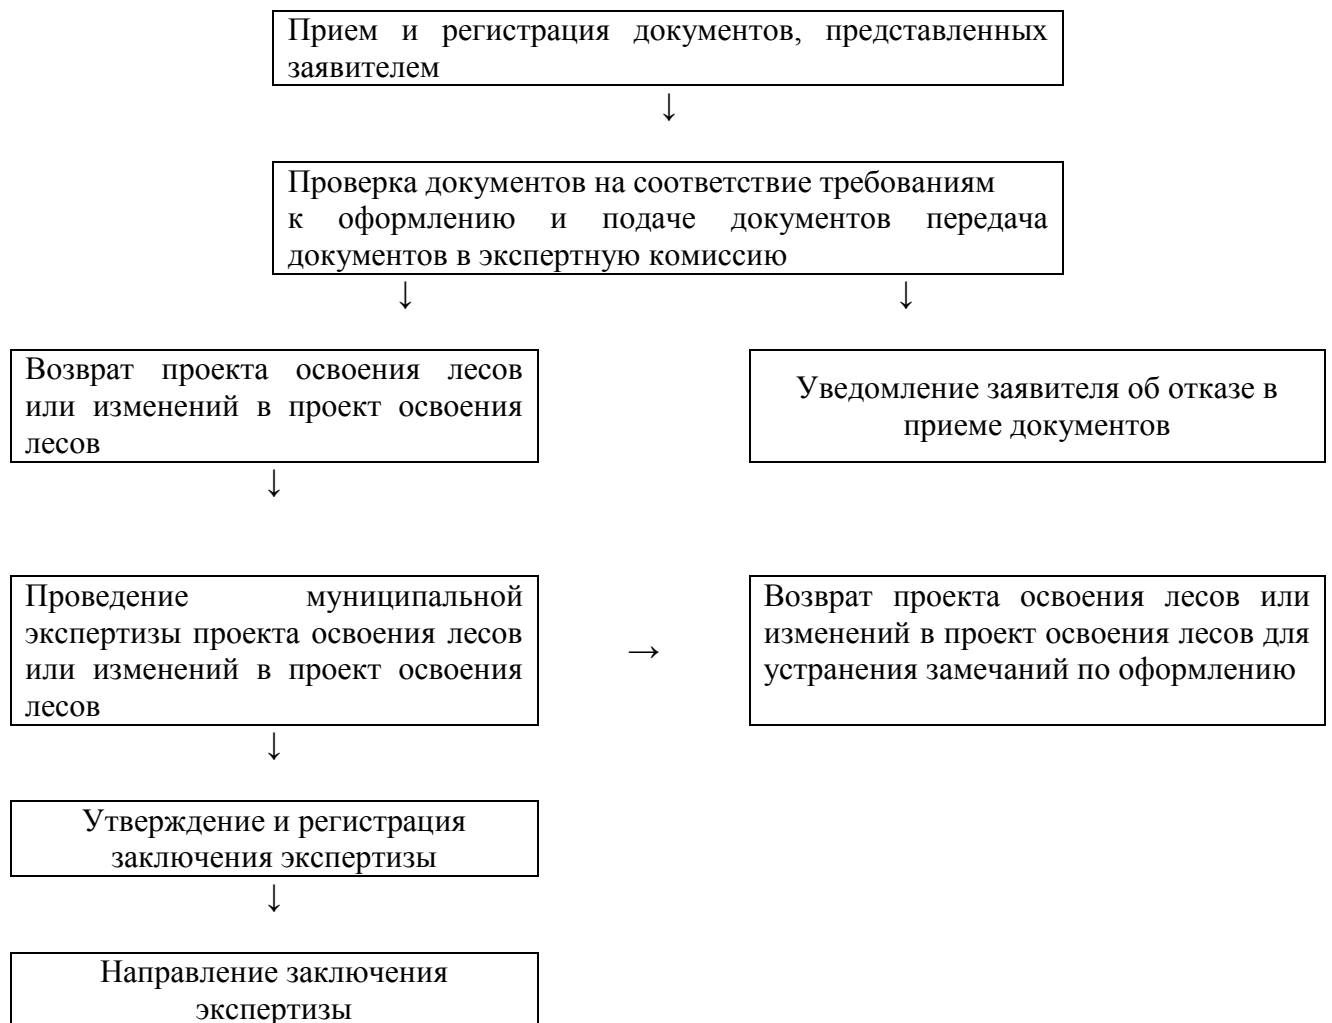 Прием и регистрация документов, представленных
заявителем
↓
Проверка документов на соответствие требованиям
к оформлению и подаче документов передача
документов в экспертную комиссию
↓ ↓
Возврат проекта освоения лесов
или изменений в проект освоения
лесов
Уведомление заявителя об отказе в
приеме документов
↓
Проведение муниципальной
экспертизы проекта освоения лесов
или изменений в проект освоения
лесов
→
Возврат проекта освоения лесов или
изменений в проект освоения лесов для
устранения замечаний по оформлению
↓
Утверждение и регистрация
заключения экспертизы
↓
Направление заключения
экспертизы